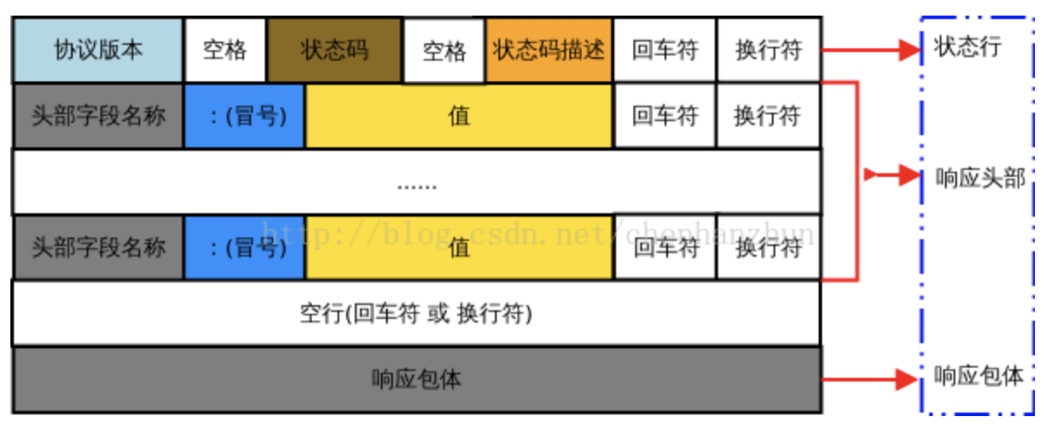 协议版本 空格 状态码 空格 状态码描述 回车符 换行符 状态行
头部字段名称 :(冒号) 值 回车符 换行符
...... 响应头部
头部字段名称 :(冒号) 值 回车符 换行符
http://blog.csdn.net/chenhanzhun
空行(回车符 或 换行符)
响应包体 响应包体